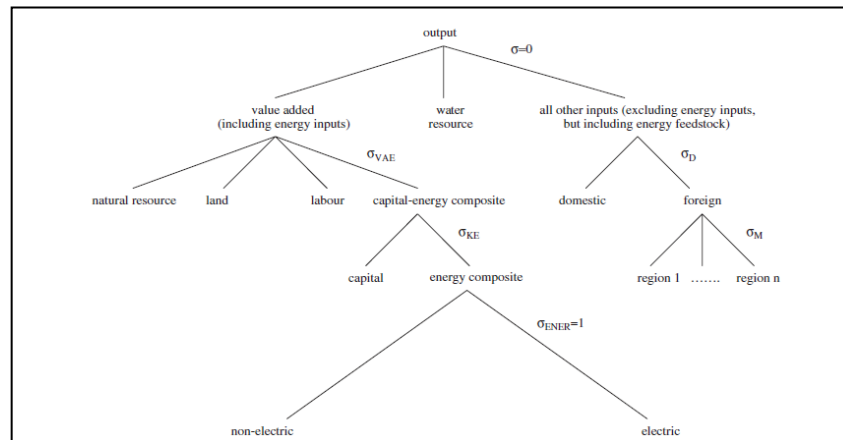 output
σ=0
value added
(including energy inputs)
water
resource
all other inputs (excluding energy inputs,
but including energy feedstock)
σVAE
σD
natural resource
land
labour
capital-energy composite
domestic
foreign
σKE
σM
capital
energy composite
region 1
.......
region n
σENER=1
non-electric
electric